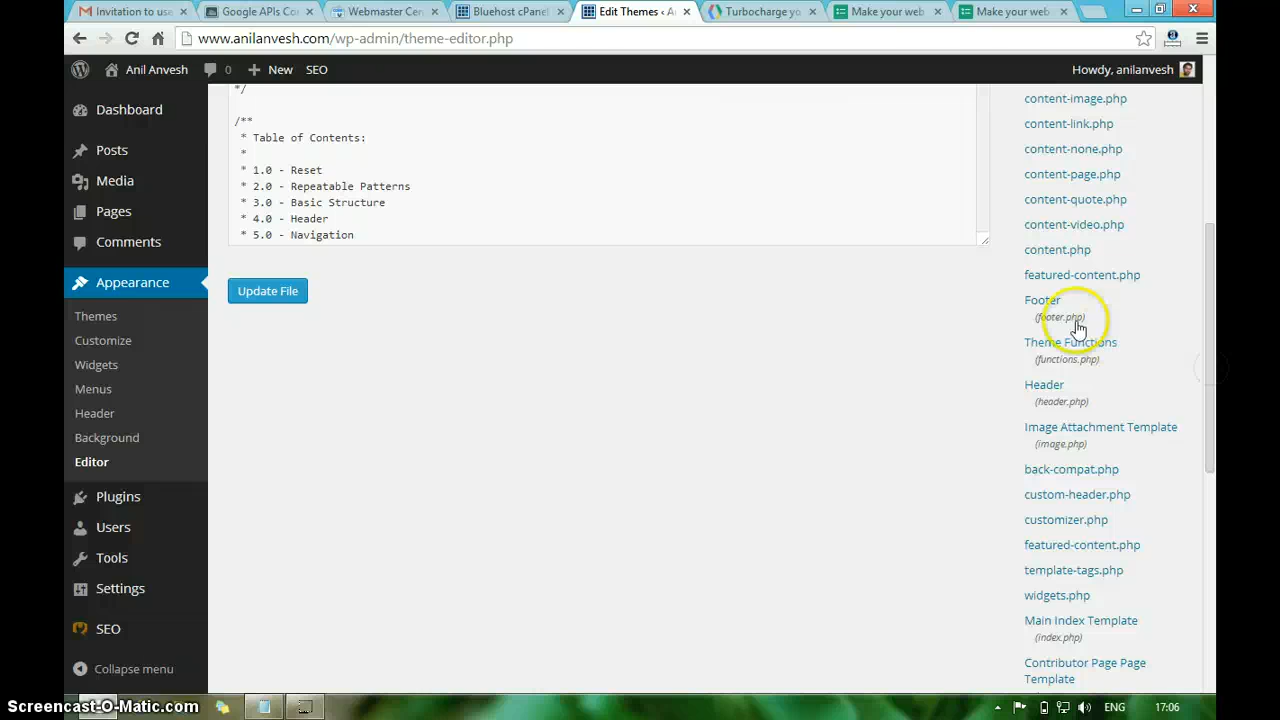 Invitation to use
Google APIs Co
Webmaster Cen
Bluehost cPanel
Edit Themes ‹ A
Turbocharge yo
Make your web
Make your web
www.anilanvesh.com/wp-admin/theme-editor.php
Anil Anvesh
0
New
SEO
Howdy, anilanvesh
Dashboard
Posts
Media
Pages
Comments
Appearance
Themes
Customize
Widgets
Menus
Header
Background
Editor
Plugins
Users
Tools
Settings
SEO
Collapse menu
*/
/**
* Table of Contents:
*
* 1.0 - Reset
* 2.0 - Repeatable Patterns
* 3.0 - Basic Structure
* 4.0 - Header
* 5.0 - Navigation
Update File
content-image.php
content-link.php
content-none.php
content-page.php
content-quote.php
content-video.php
content.php
featured-content.php
Footer
(footer.php)
Theme Functions
(functions.php)
Header
(header.php)
Image Attachment Template
(image.php)
back-compat.php
custom-header.php
customizer.php
featured-content.php
template-tags.php
widgets.php
Main Index Template
(index.php)
Contributor Page Page
Template
Screencast-O-Matic.com
ENG
17:06